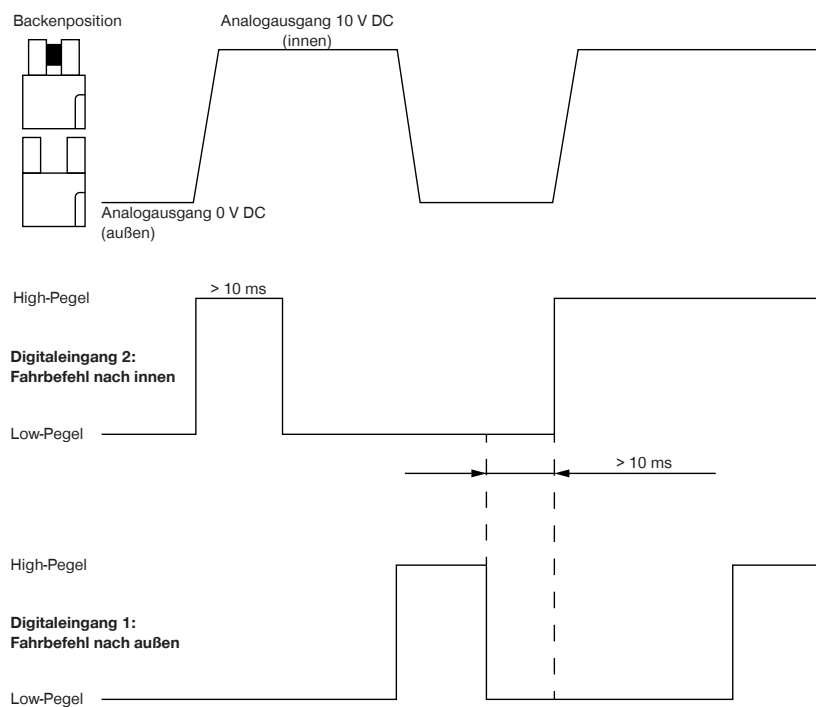 Backenposition
Analogausgang 10 V DC
(innen)
Analogausgang 0 V DC
(außen)
High-Pegel
> 10 ms
Digitaleingang 2:
Fahrbefehl nach innen
Low-Pegel
> 10 ms
High-Pegel
Digitaleingang 1:
Fahrbefehl nach außen
Low-Pegel